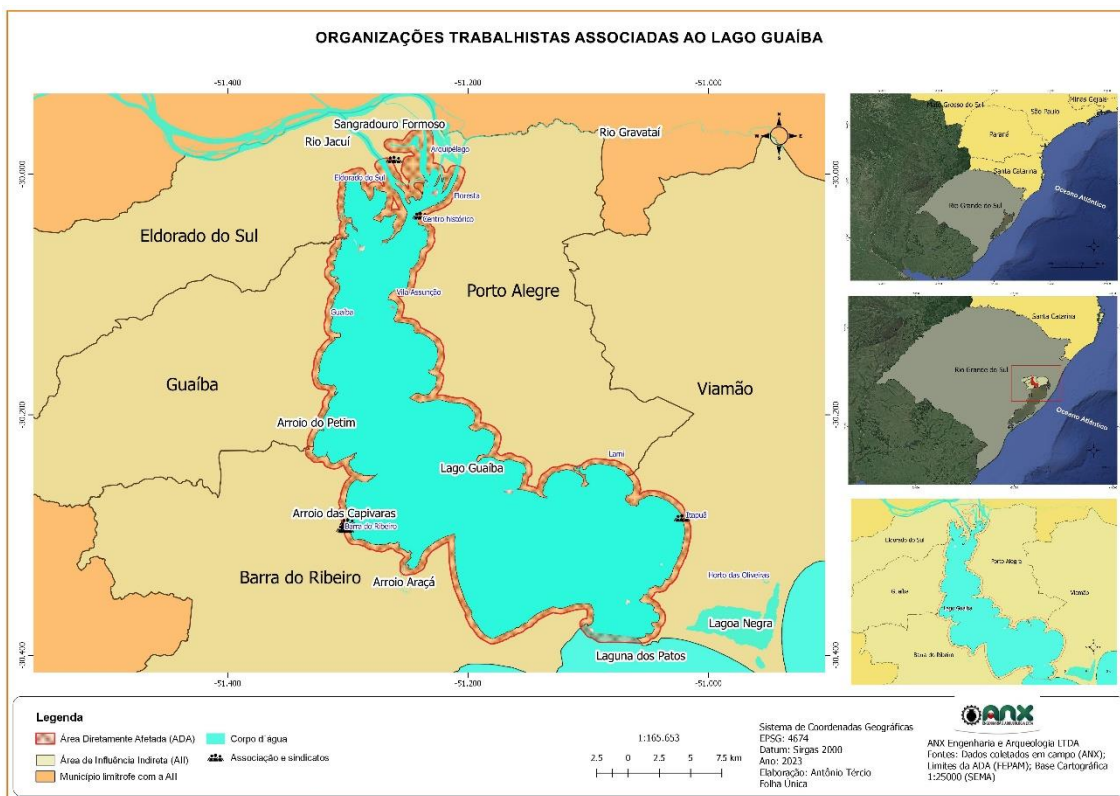 ORGANIZAÇÕES TRABALHISTAS ASSOCIADAS AO LAGO GUAÍBA
-51.400
-51.200
-51.000
Sangradouro Formoso
Rio Jacuí
Arquipélago
Rio Gravataí
-30.000
Eldorado do Sul
Floresta
Centro histórico
Eldorado do Sul
Porto Alegre
Vila Assunção
Guaíba
Guaíba
Viamão
-30.200
Arroio do Petim
Lago Guaíba
Lami
Arroio das Capivaras
Barra do Ribeiro
Itapuã
Barra do Ribeiro
Arroio Araçá
Horto das Oliveiras
Lagoa Negra
Laguna dos Patos
-30.400
-51.400
-51.200
-51.000
Mato Grosso do Sul
São Paulo
Minas Gerais
Paraná
Santa Catarina
Rio Grande do Sul
Oceano Atlântico
Santa Catarina
Rio Grande do Sul
Oceano Atlântico
Eldorado do Sul
Porto Alegre
Guaíba
Viamão
Lago Guaíba
Barra do Ribeiro
Legenda
Área Diretamente Afetada (ADA)
Corpo d´água
Área de Influência Indireta (AII)
Associação e sindicatos
Município limítrofe com a AII
1:165.653
2.5 0 2.5 5 7.5 km
Sistema de Coordenadas Geográficas
EPSG: 4674
Datum: Sirgas 2000
Ano: 2023
Elaboração: Antônio Tércio
Folha Única
ANX
ANX Engenharia e Arqueologia LTDA
Fontes: Dados coletados em campo (ANX);
Limites da ADA (FEPAM); Base Cartográfica
1:25000 (SEMA)